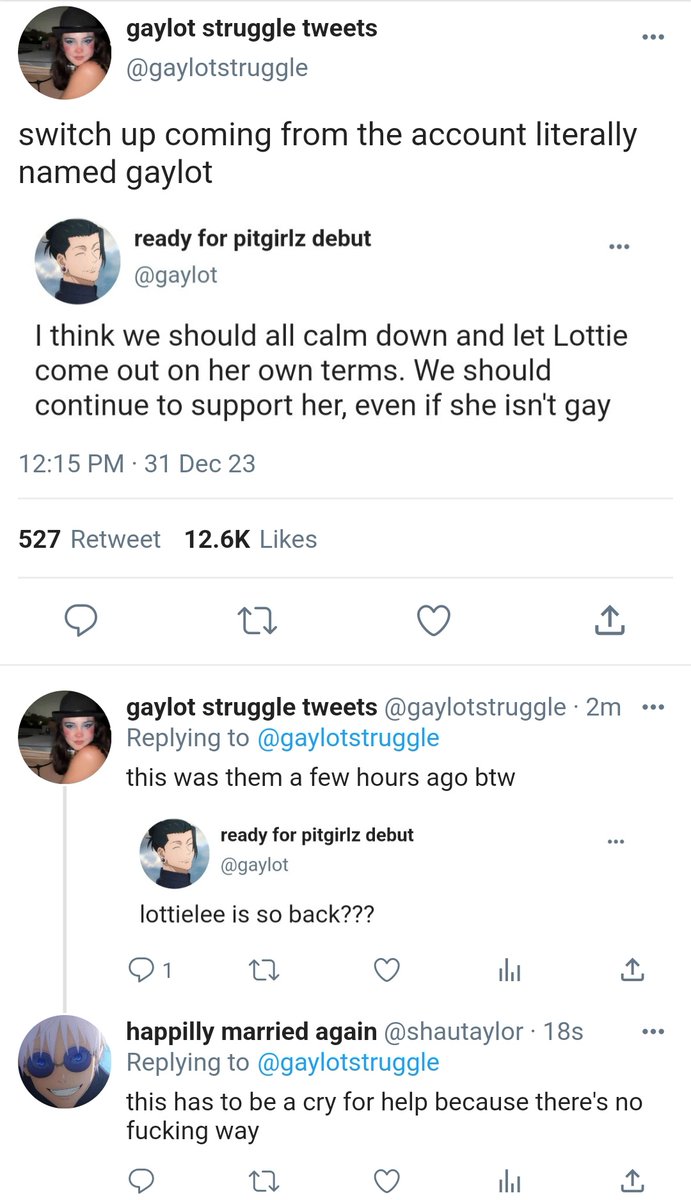 gaylot struggle tweets
@gaylotstruggle
switch up coming from the account literally
named gaylot
ready for pitgirlz debut
@gaylot
I think we should all calm down and let Lottie
come out on her own terms. We should
continue to support her, even if she isn't gay
12:15 PM · 31 Dec 23
527 Retweet 12.6K Likes
gaylot struggle tweets @gaylotstruggle · 2m
Replying to @gaylotstruggle
this was them a few hours ago btw
ready for pitgirlz debut
@gaylot
lottielee is so back???
1
happilly married again @shautaylor · 18s
Replying to @gaylotstruggle
this has to be a cry for help because there's no
fucking way